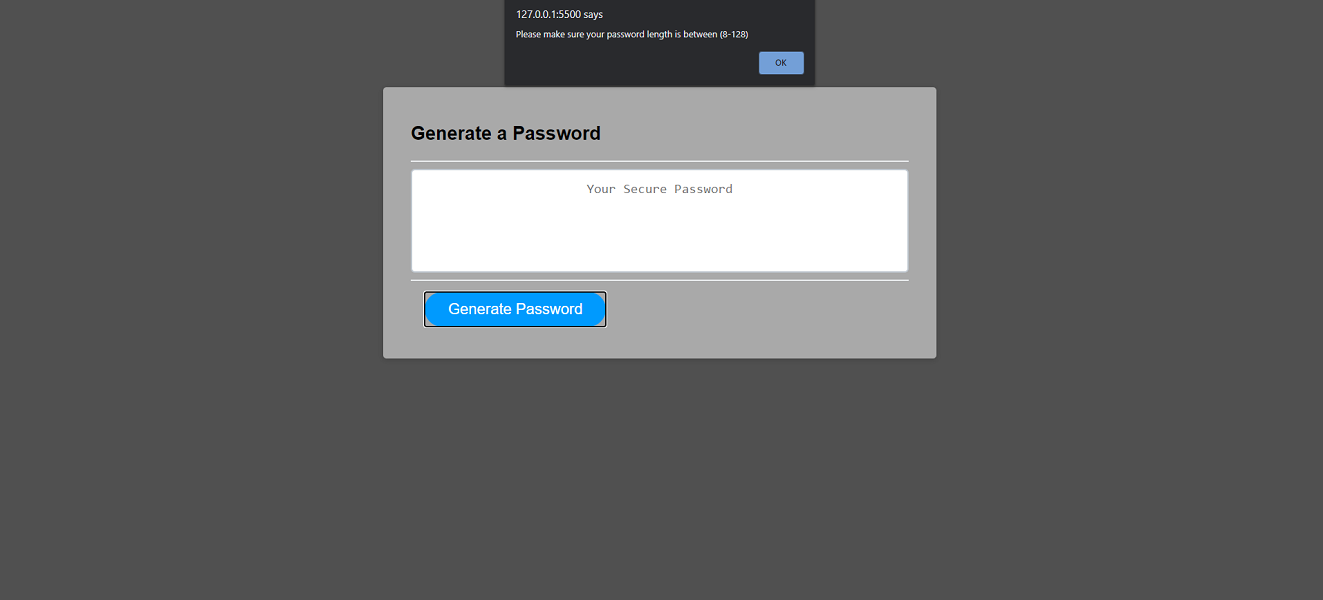 127.0.0.1:5500 says
Please make sure your password length is between (8-128)
OK
Generate a Password
Your Secure Password
Generate Password